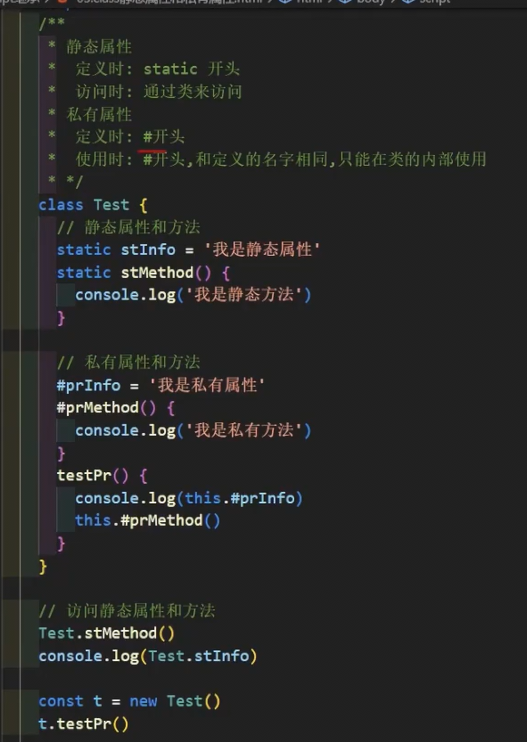 /**
 * 静态属性
 *  定义时: static 开头
 *  访问时: 通过类来访问
 * 私有属性
 *  定义时: #开头
 *  使用时: #开头,和定义的名字相同,只能在类的内部使用
 * */
class Test {
  // 静态属性和方法
  static stInfo = '我是静态属性'
  static stMethod() {
    console.log('我是静态方法')
  }
  // 私有属性和方法
  #prInfo = '我是私有属性'
  #prMethod() {
    console.log('我是私有方法')
  }
  testPr() {
    console.log(this.#prInfo)
    this.#prMethod()
  }
}
// 访问静态属性和方法
Test.stMethod()
console.log(Test.stInfo)
const t = new Test()
t.testPr()